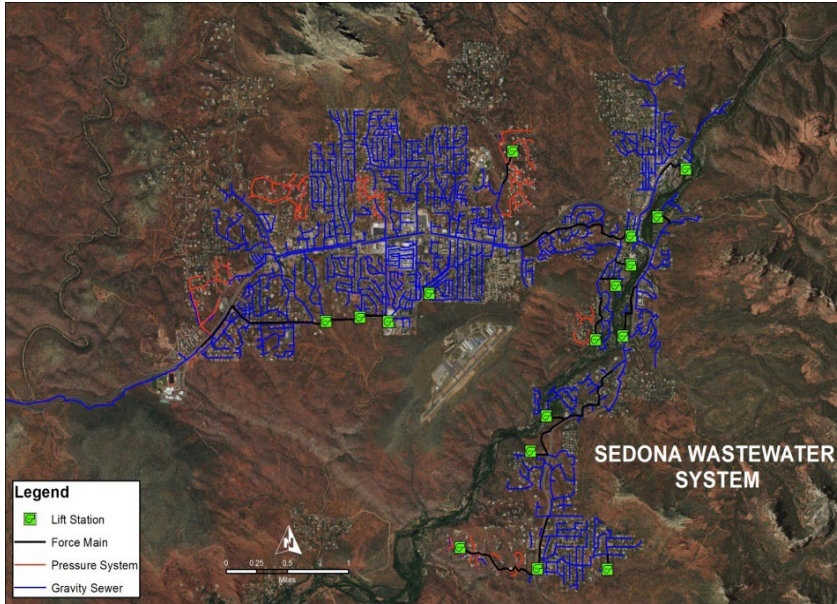 SEDONA WASTEWATER
SYSTEM
Legend
Lift Station
Force Main
Pressure System
Gravity Sewer
N
0 0.25 0.5 1
Miles